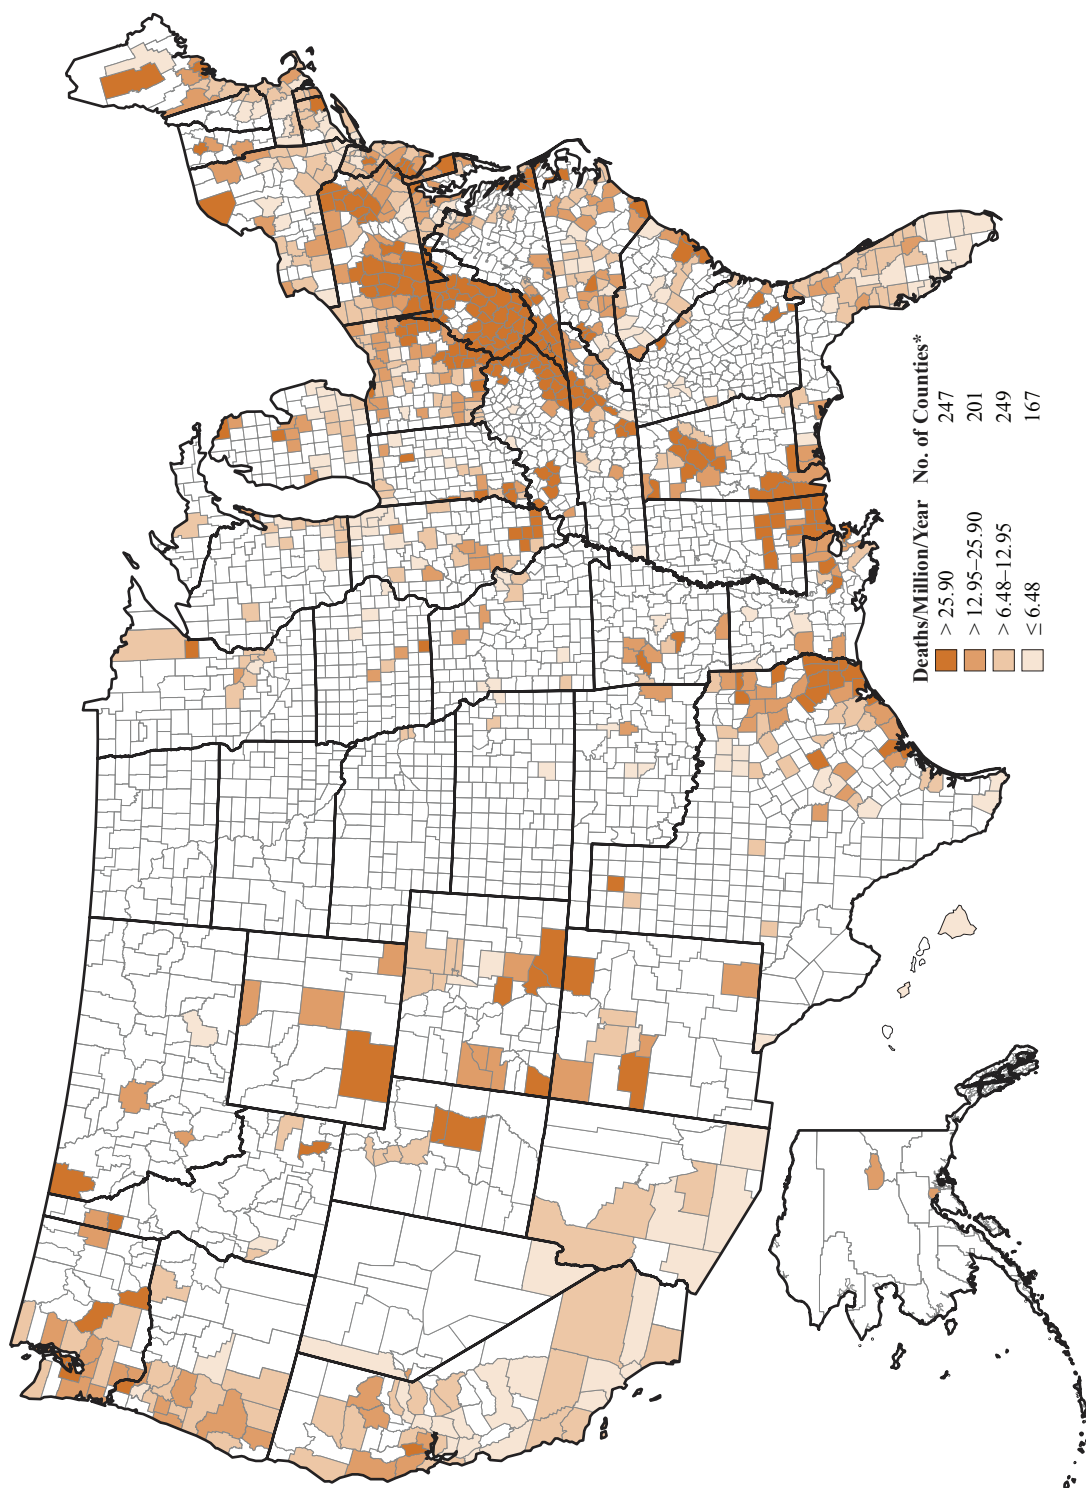 Deaths/Million/Year No. of Counties*
> 25.90 247
> 12.95–25.90 201
> 6.48–12.95 249
≤ 6.48 167